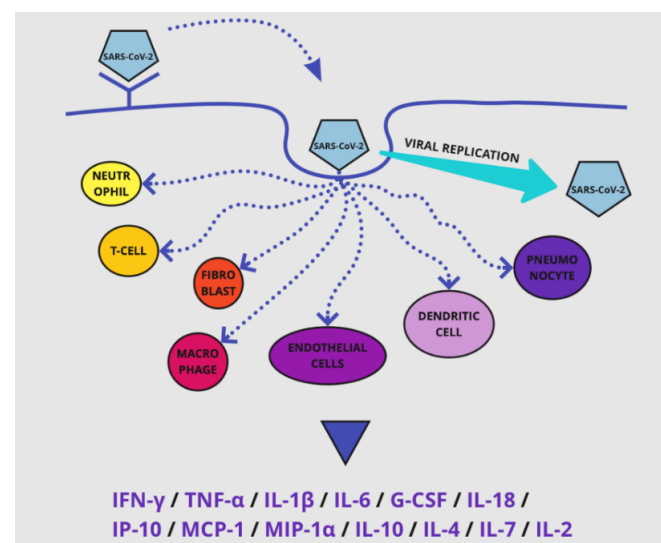 SARS-CoV-2
SARS-CoV-2
VIRAL REPLICATION
SARS-CoV-2
NEUTR
OPHIL
T-CELL
FIBRO
BLAST
MACRO
PHAGE
ENDOTHELIAL
CELLS
DENDRITIC
CELL
PNEUMO
NOCYTE
IFN-γ / TNF-α / IL-1β / IL-6 / G-CSF / IL-18 /
IP-10 / MCP-1 / MIP-1α / IL-10 / IL-4 / IL-7 / IL-2